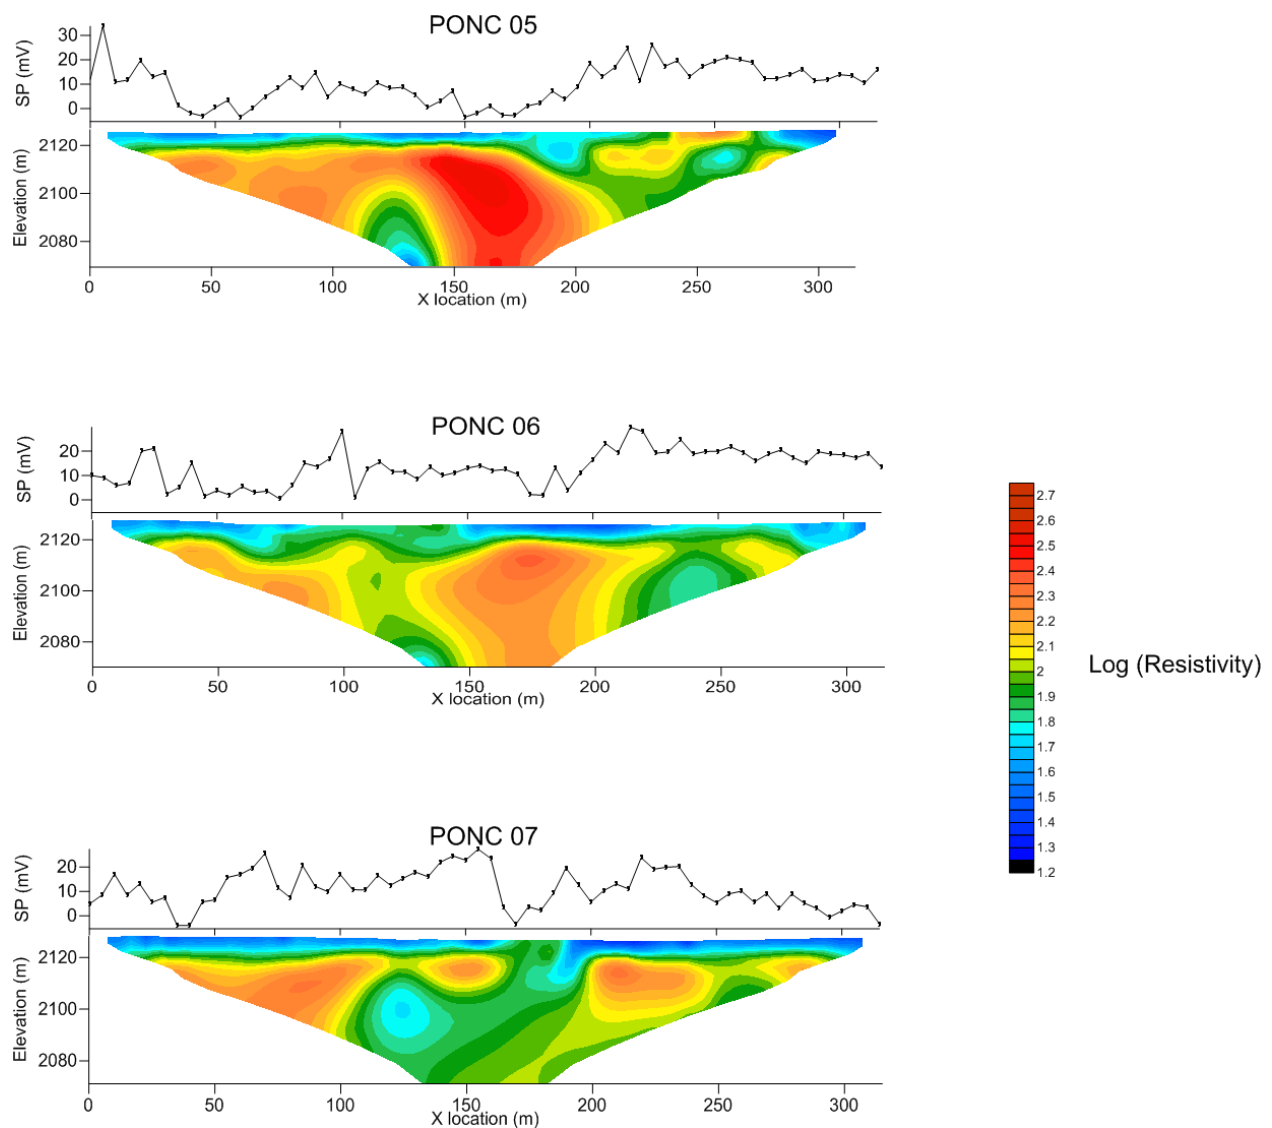 PONC 05
SP (mV)
30
20
10
0
Elevation (m)
2120
2100
2080
0 50 100 150 200 250 300
X location (m)
PONC 06
SP (mV)
20
10
0
Elevation (m)
2120
2100
2080
0 50 100 150 200 250 300
X location (m)
2.7
2.6
2.5
2.4
2.3
2.2
2.1
2
1.9
1.8
1.7
1.6
1.5
1.4
1.3
1.2
Log (Resistivity)
PONC 07
SP (mV)
20
10
0
Elevation (m)
2120
2100
2080
0 50 100 150 200 250 300
X location (m)